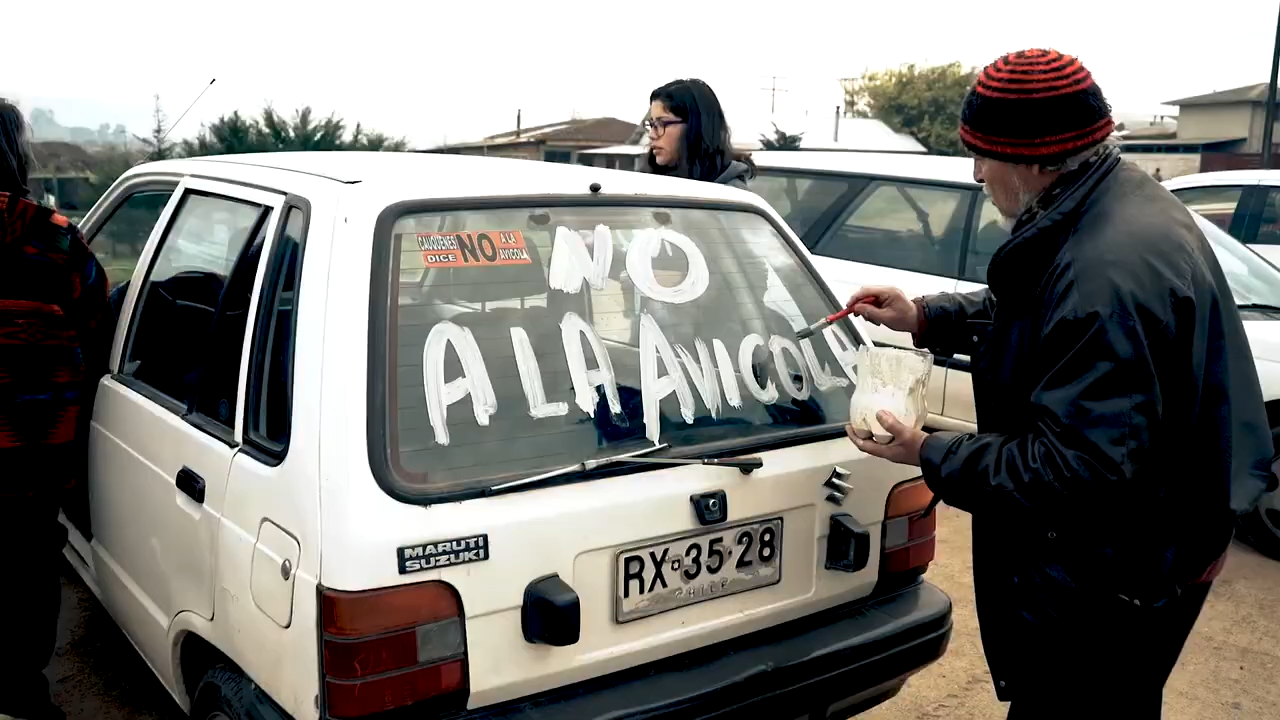 CAUQUENES
DICE
NO
A LA
AVICOLA
NO
A LA AVICOLA
MARUTI
SUZUKI
RX·35·28
CHILE